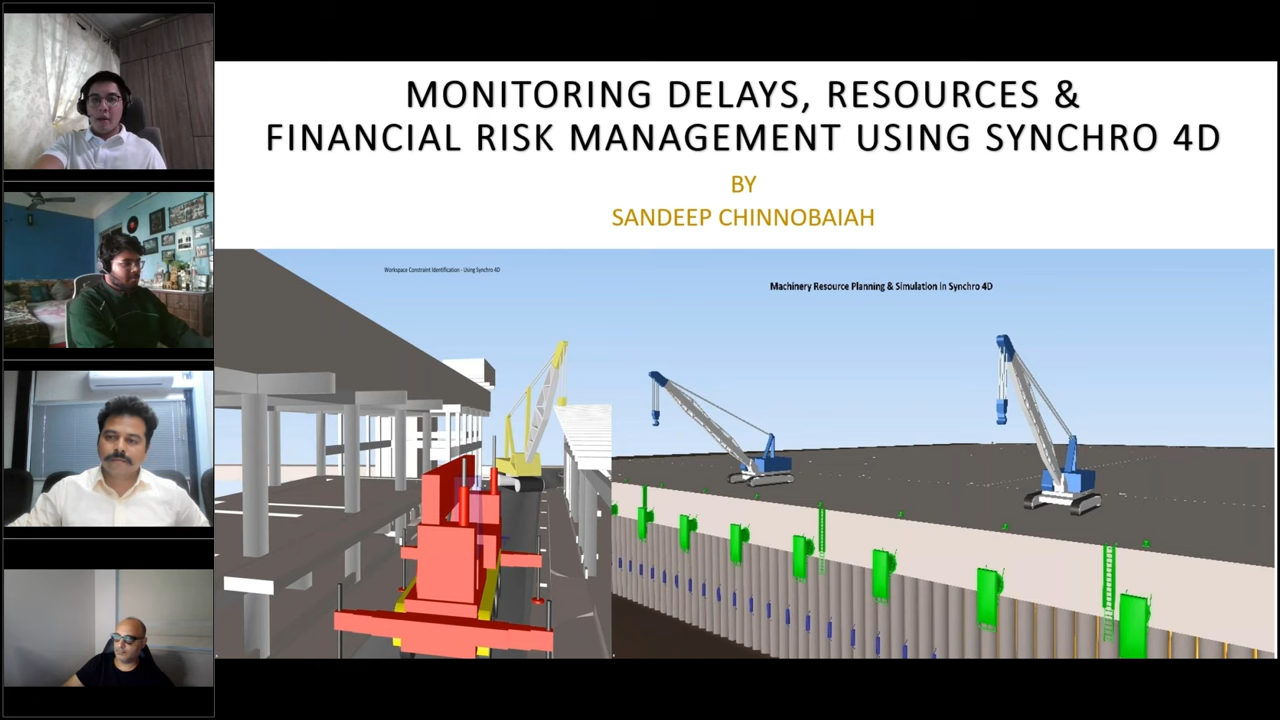 MONITORING DELAYS, RESOURCES &
FINANCIAL RISK MANAGEMENT USING SYNCHRO 4D
BY
SANDEEP CHINNOBAIAH
Workspace Constraint Identification - Using Synchro 4D
Machinery Resource Planning & Simulation in Synchro 4D